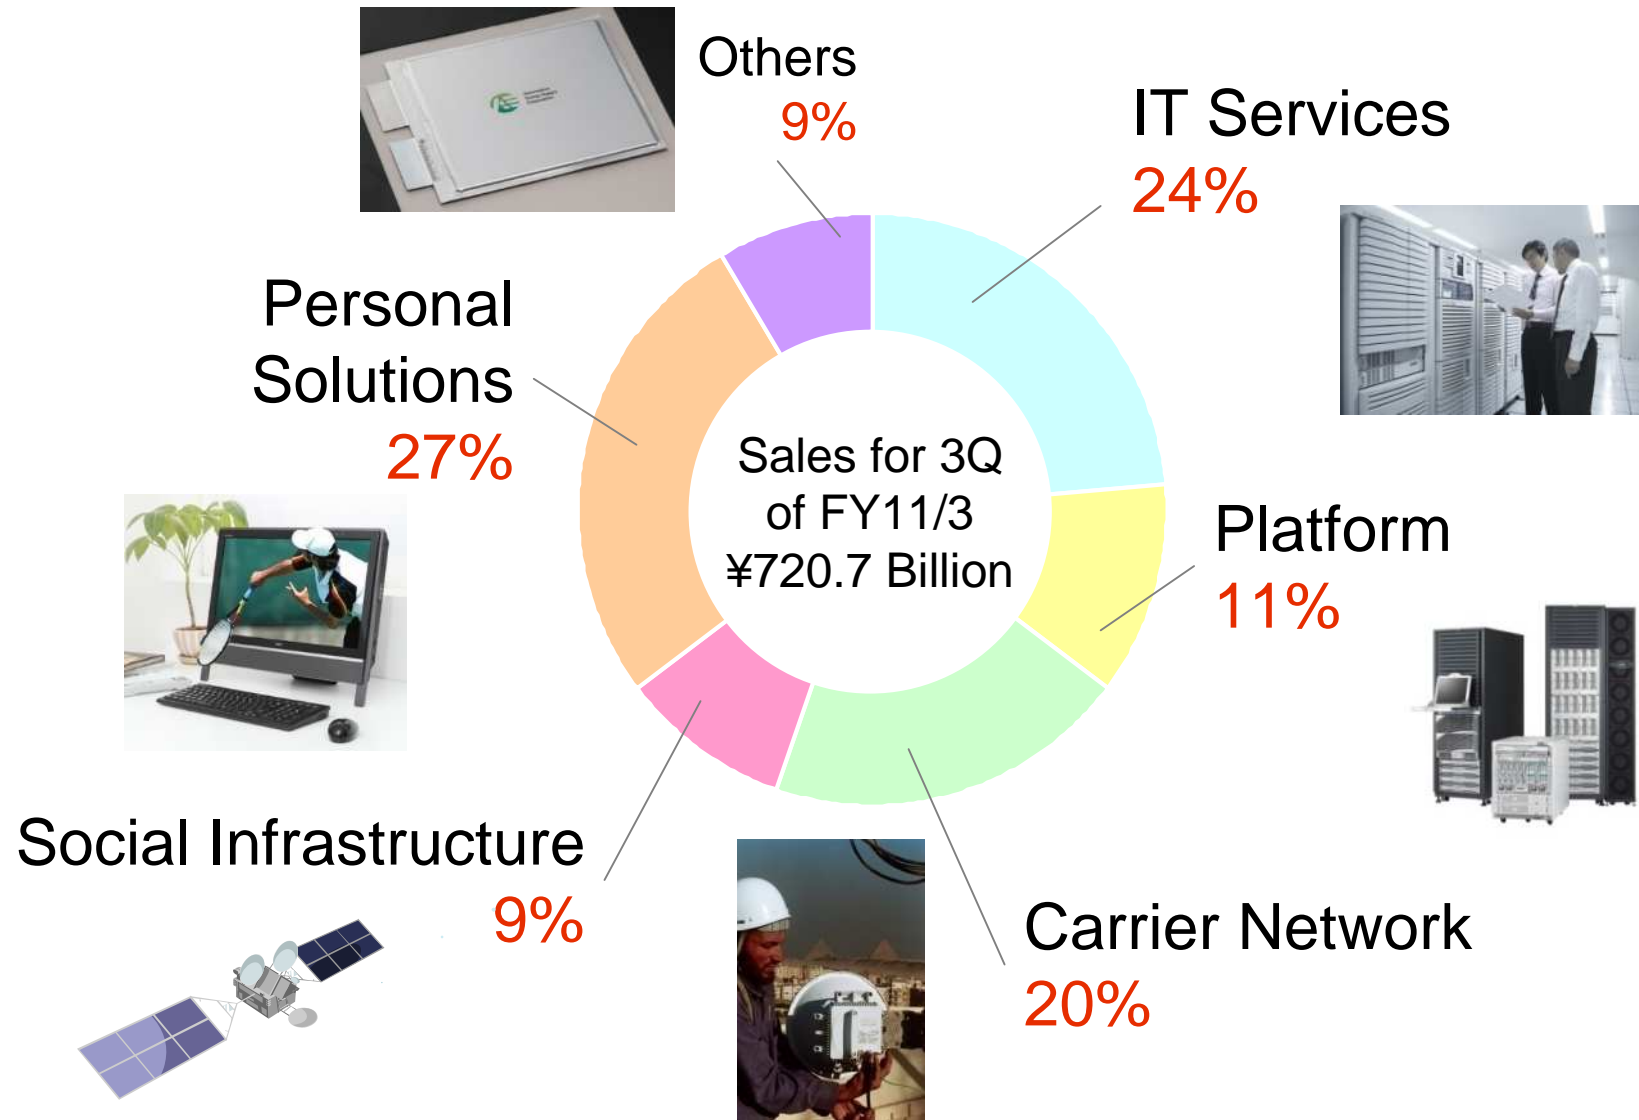 Others
9%
IT Services
24%
Personal
Solutions
27%
Sales for 3Q
of FY11/3
¥720.7 Billion
Platform
11%
Social Infrastructure
9%
Carrier Network
20%